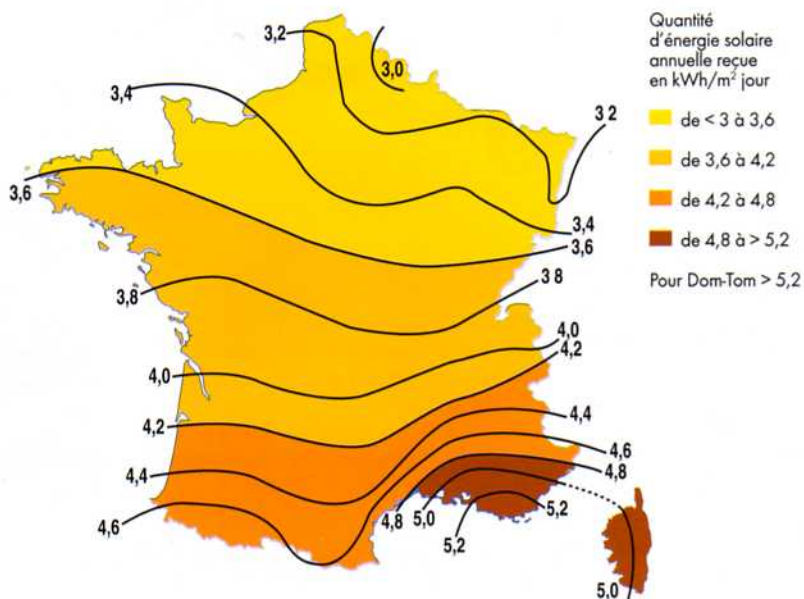 Quantité
d'énergie solaire
annuelle reçue
en kWh/m² jour
de < 3 à 3,6
de 3,6 à 4,2
de 4,2 à 4,8
de 4,8 à > 5,2
Pour Dom-Tom > 5,2
3,2
3,0
3,4
3 2
3,6
3,4
3,6
3,8
3 8
4,0
4,0
4,2
4,2
4,4
4,4
4,6
4,6
4,8
4,8
5,0
5,2
5,2
5,0